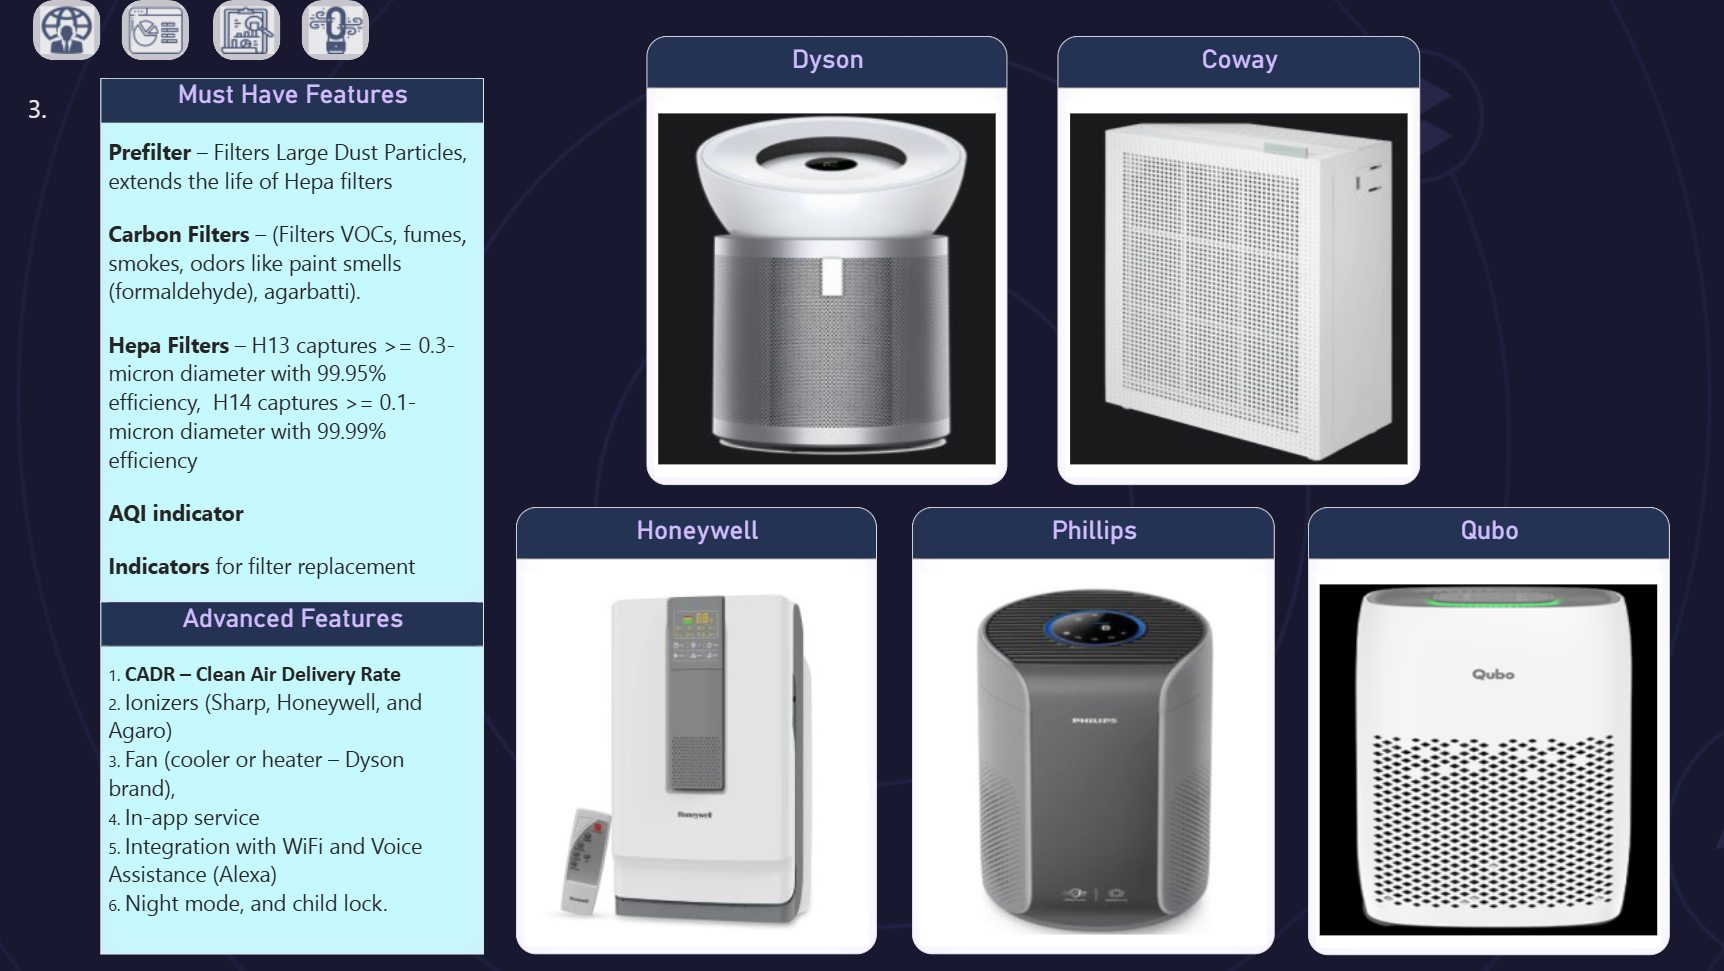 3.
Must Have Features
Prefilter – Filters Large Dust Particles,
extends the life of Hepa filters
Carbon Filters – (Filters VOCs, fumes,
smokes, odors like paint smells
(formaldehyde), agarbatti).
Hepa Filters – H13 captures >= 0.3-
micron diameter with 99.95%
efficiency, H14 captures >= 0.1-
micron diameter with 99.99%
efficiency
AQI indicator
Indicators for filter replacement
Advanced Features
1. CADR – Clean Air Delivery Rate
2. Ionizers (Sharp, Honeywell, and
Agaro)
3. Fan (cooler or heater – Dyson
brand),
4. In-app service
5. Integration with WiFi and Voice
Assistance (Alexa)
6. Night mode, and child lock.
Dyson
Coway
Honeywell
Honeywell
Phillips
PHILIPS
Qubo
Qubo